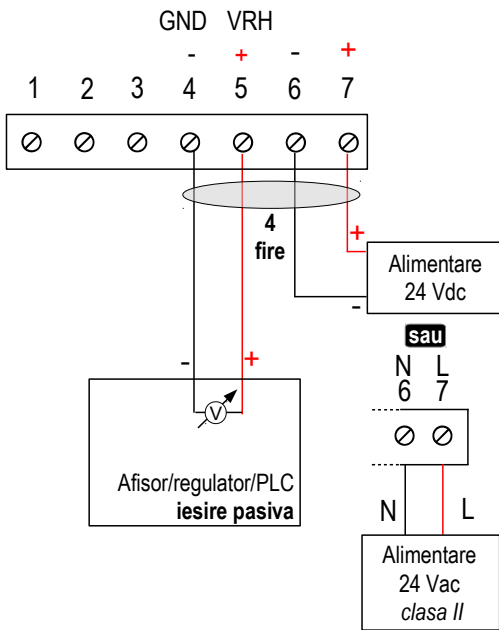 GND VRH
- + - +
1 2 3 4 5 6 7
4
fire
+
Alimentare
24 Vdc
-
sau
N L
6 7
- +
V
Afisor/regulator/PLC
iesire pasiva
N L
Alimentare
24 Vac
clasa II